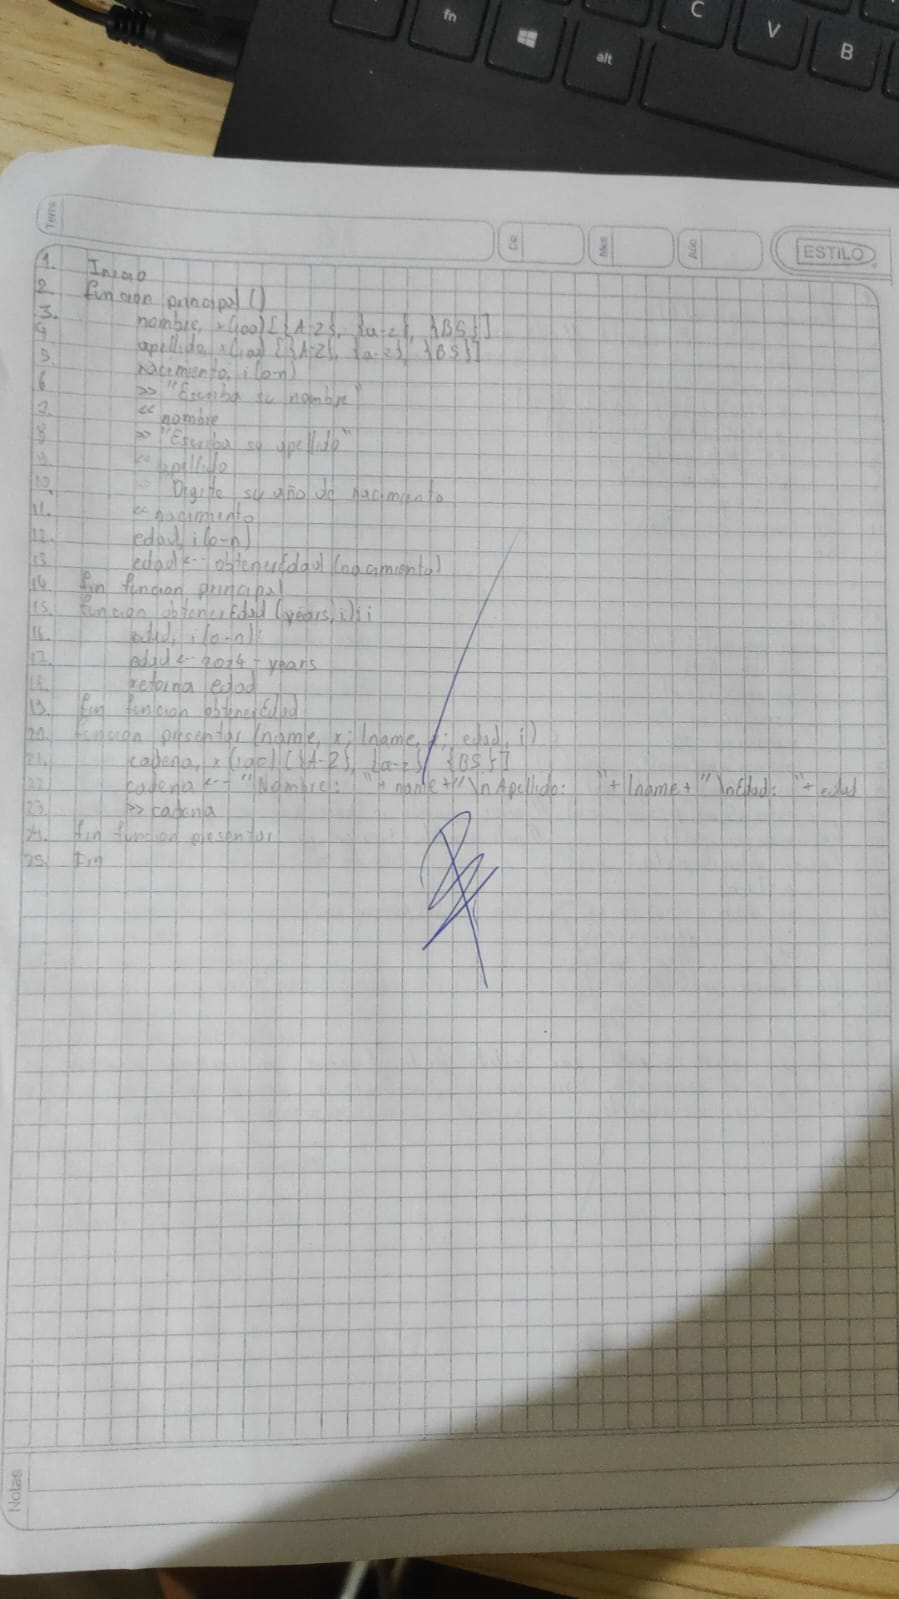 fn
alt
C
V
B
Tema
Día
Mes
Año
ESTILO
1. Inicio
2. funcion principal ()
3. nombre, x(100) [{A-Z}, {a-z}, {BS}]
4 apellido, x(100) [{A-Z}, {a-z}, {BS}]
5. nacimiento, i(0-n)
6 >> "Escriba su nombre"
7. << nombre
8 >> "Escriba su apellido"
9 << apellido
10. Digite su año de nacimiento
11. << nacimiento
12. edad, i(0-n)
13 edad <-- obtenerEdad (nacimiento)
14. fin funcion principal
15. funcion obtenerEdad (years, i): i
16. edad, i(0-n)
17. edad <- 2024 - years
18. retorna edad
19. fin funcion obtenerEdad
20. funcion presentar (name, x; lname, x; edad, i)
21. cadena, x(100) [{A-Z}, {a-z}, {BS}]
22 cadena <-- "Nombre: "+ name +"\nApellido: "+ lname + "\nEdad: "+ edad
23. >> cadena
24. fin funcion presentar
25. Fin
Notas